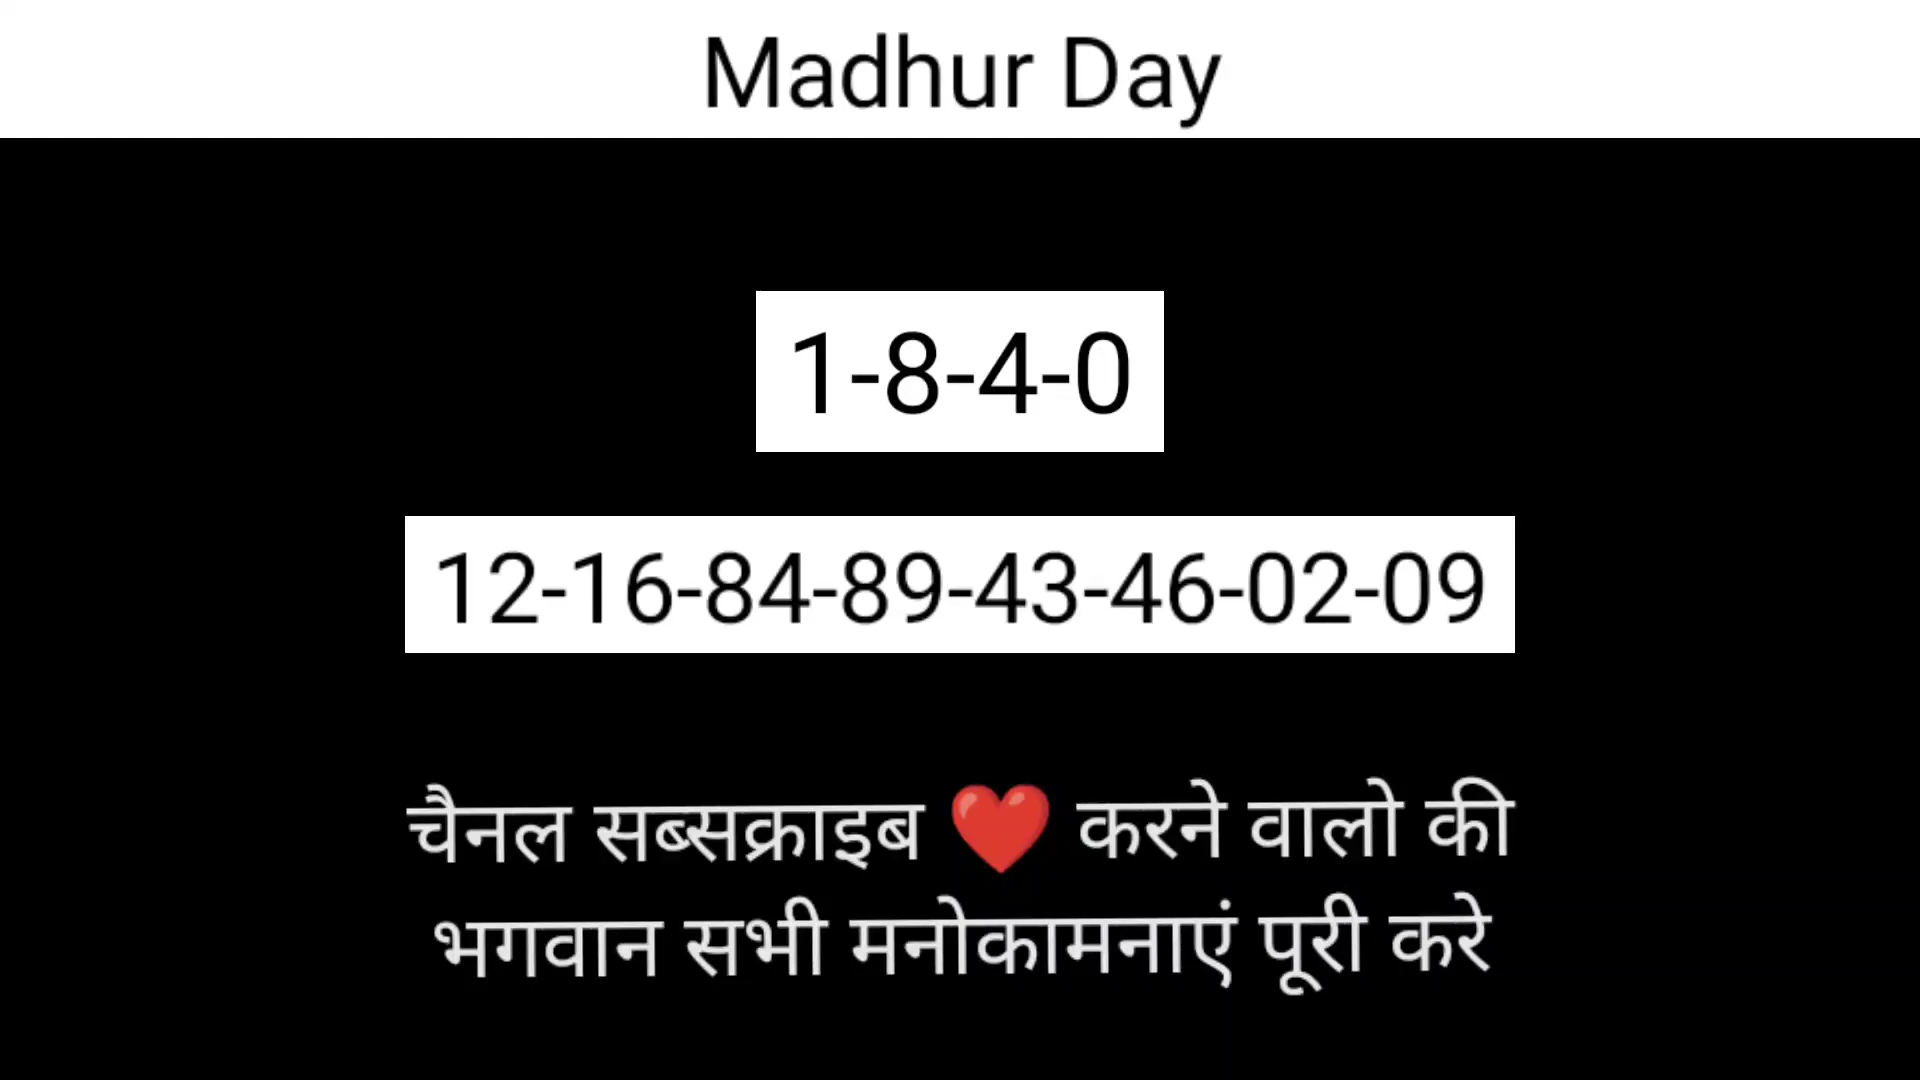 Madhur Day
1-8-4-0
12-16-84-89-43-46-02-09
चैनल सब्सक्राइब ❤️ करने वालो की
भगवान सभी मनोकामनाएं पूरी करे